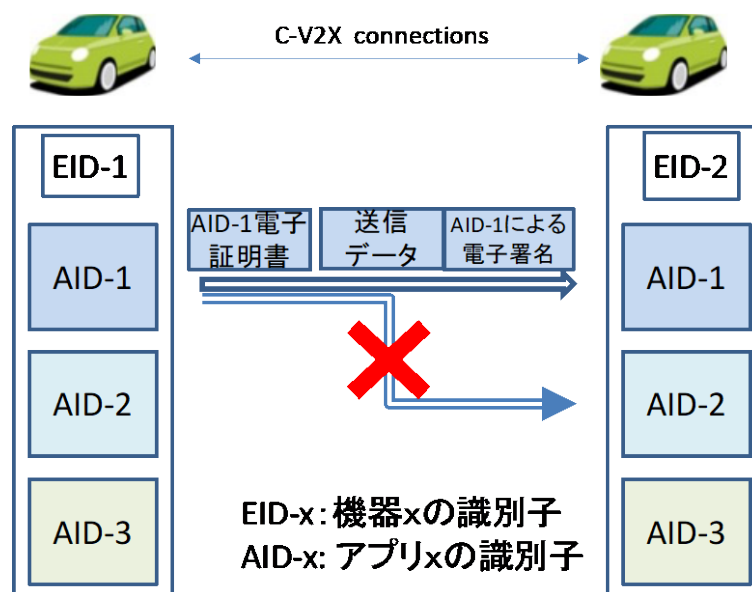 C-V2X connections
EID-1
EID-2
AID-1電子
証明書
送信
データ
AID-1による
電子署名
AID-1
AID-1
AID-2
AID-2
AID-3
AID-3
EID-x:機器xの識別子
AID-x: アプリxの識別子